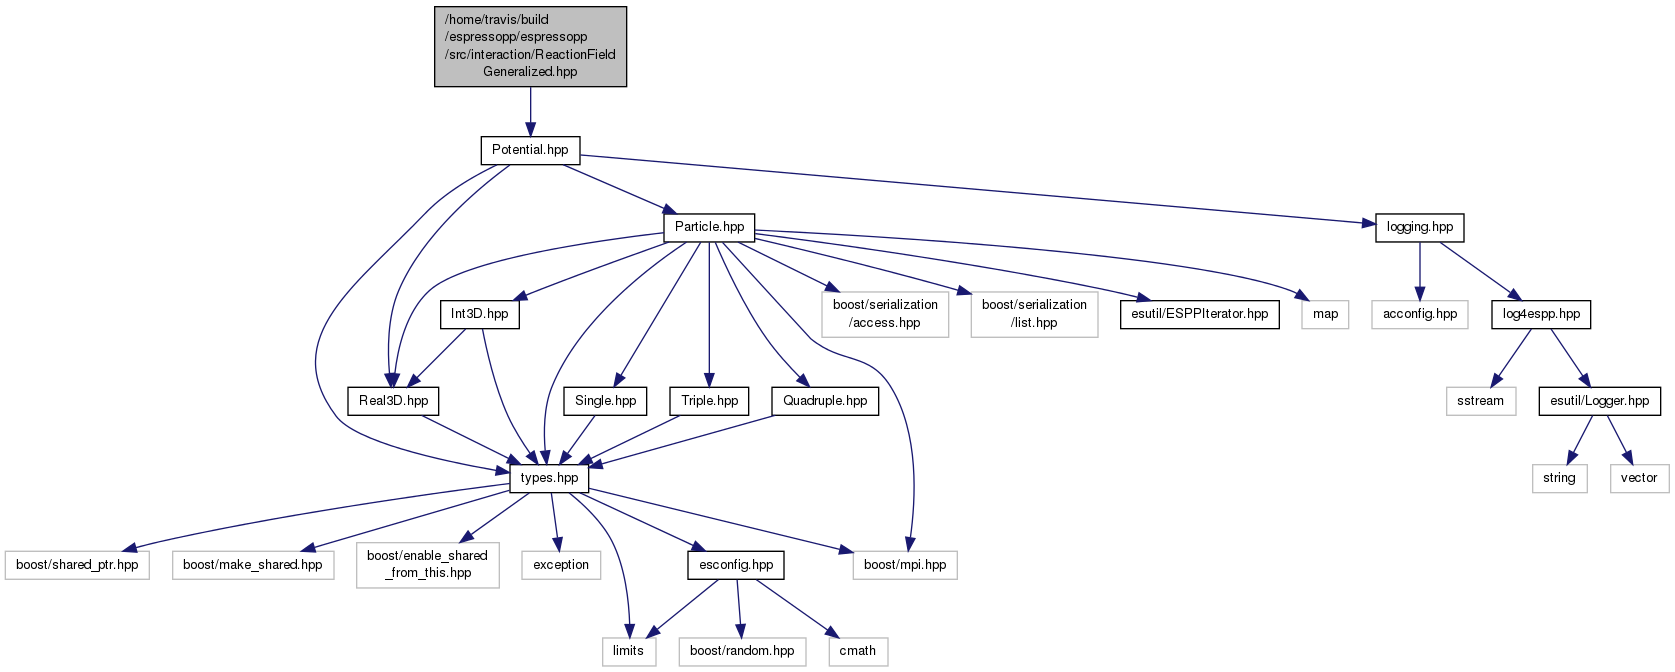 /home/travis/build
/espressopp/espressopp
/src/interaction/ReactionField
Generalized.hpp
Potential.hpp
Particle.hpp
logging.hpp
Int3D.hpp
boost/serialization
/access.hpp
boost/serialization
/list.hpp
esutil/ESPPIterator.hpp
map
acconfig.hpp
log4espp.hpp
Real3D.hpp
Single.hpp
Triple.hpp
Quadruple.hpp
sstream
esutil/Logger.hpp
types.hpp
string
vector
boost/shared_ptr.hpp
boost/make_shared.hpp
boost/enable_shared
_from_this.hpp
exception
esconfig.hpp
boost/mpi.hpp
limits
boost/random.hpp
cmath